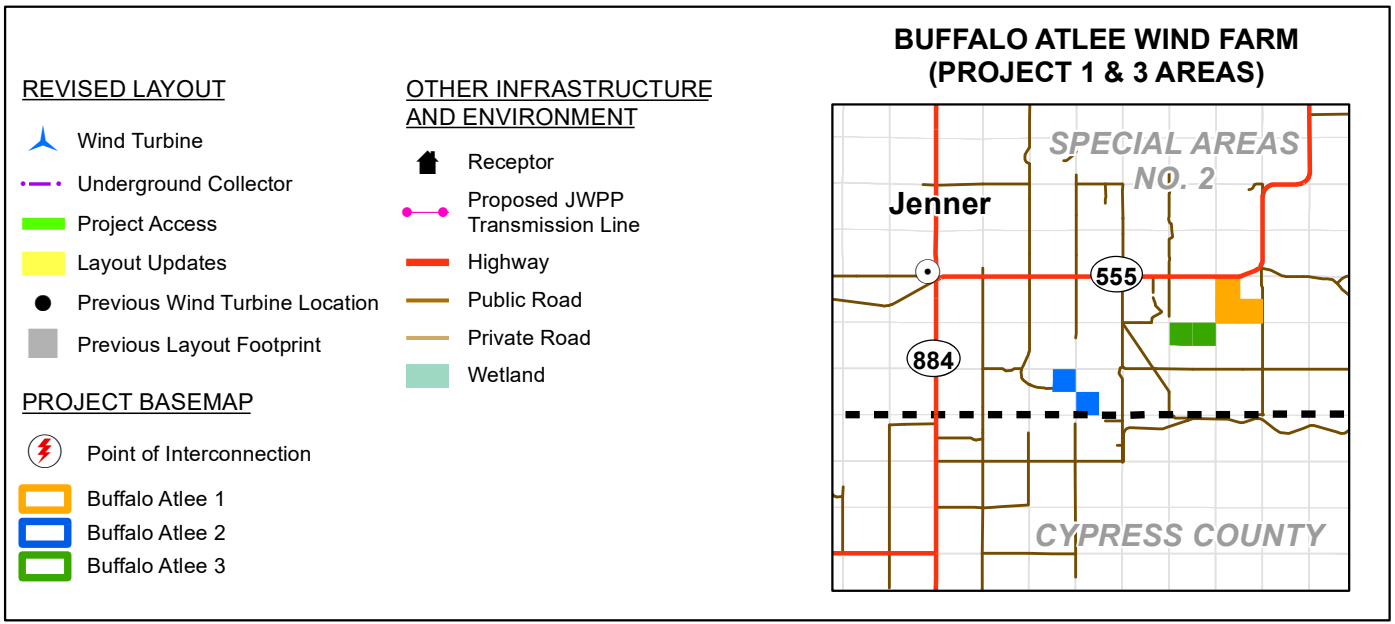 REVISED LAYOUT
Wind Turbine
Underground Collector
Project Access
Layout Updates
Previous Wind Turbine Location
Previous Layout Footprint
PROJECT BASEMAP
Point of Interconnection
Buffalo Atlee 1
Buffalo Atlee 2
Buffalo Atlee 3
OTHER INFRASTRUCTURE
AND ENVIRONMENT
Receptor
Proposed JWPP
Transmission Line
Highway
Public Road
Private Road
Wetland
BUFFALO ATLEE WIND FARM
(PROJECT 1 & 3 AREAS)
SPECIAL AREAS
NO. 2
Jenner
555
884
CYPRESS COUNTY